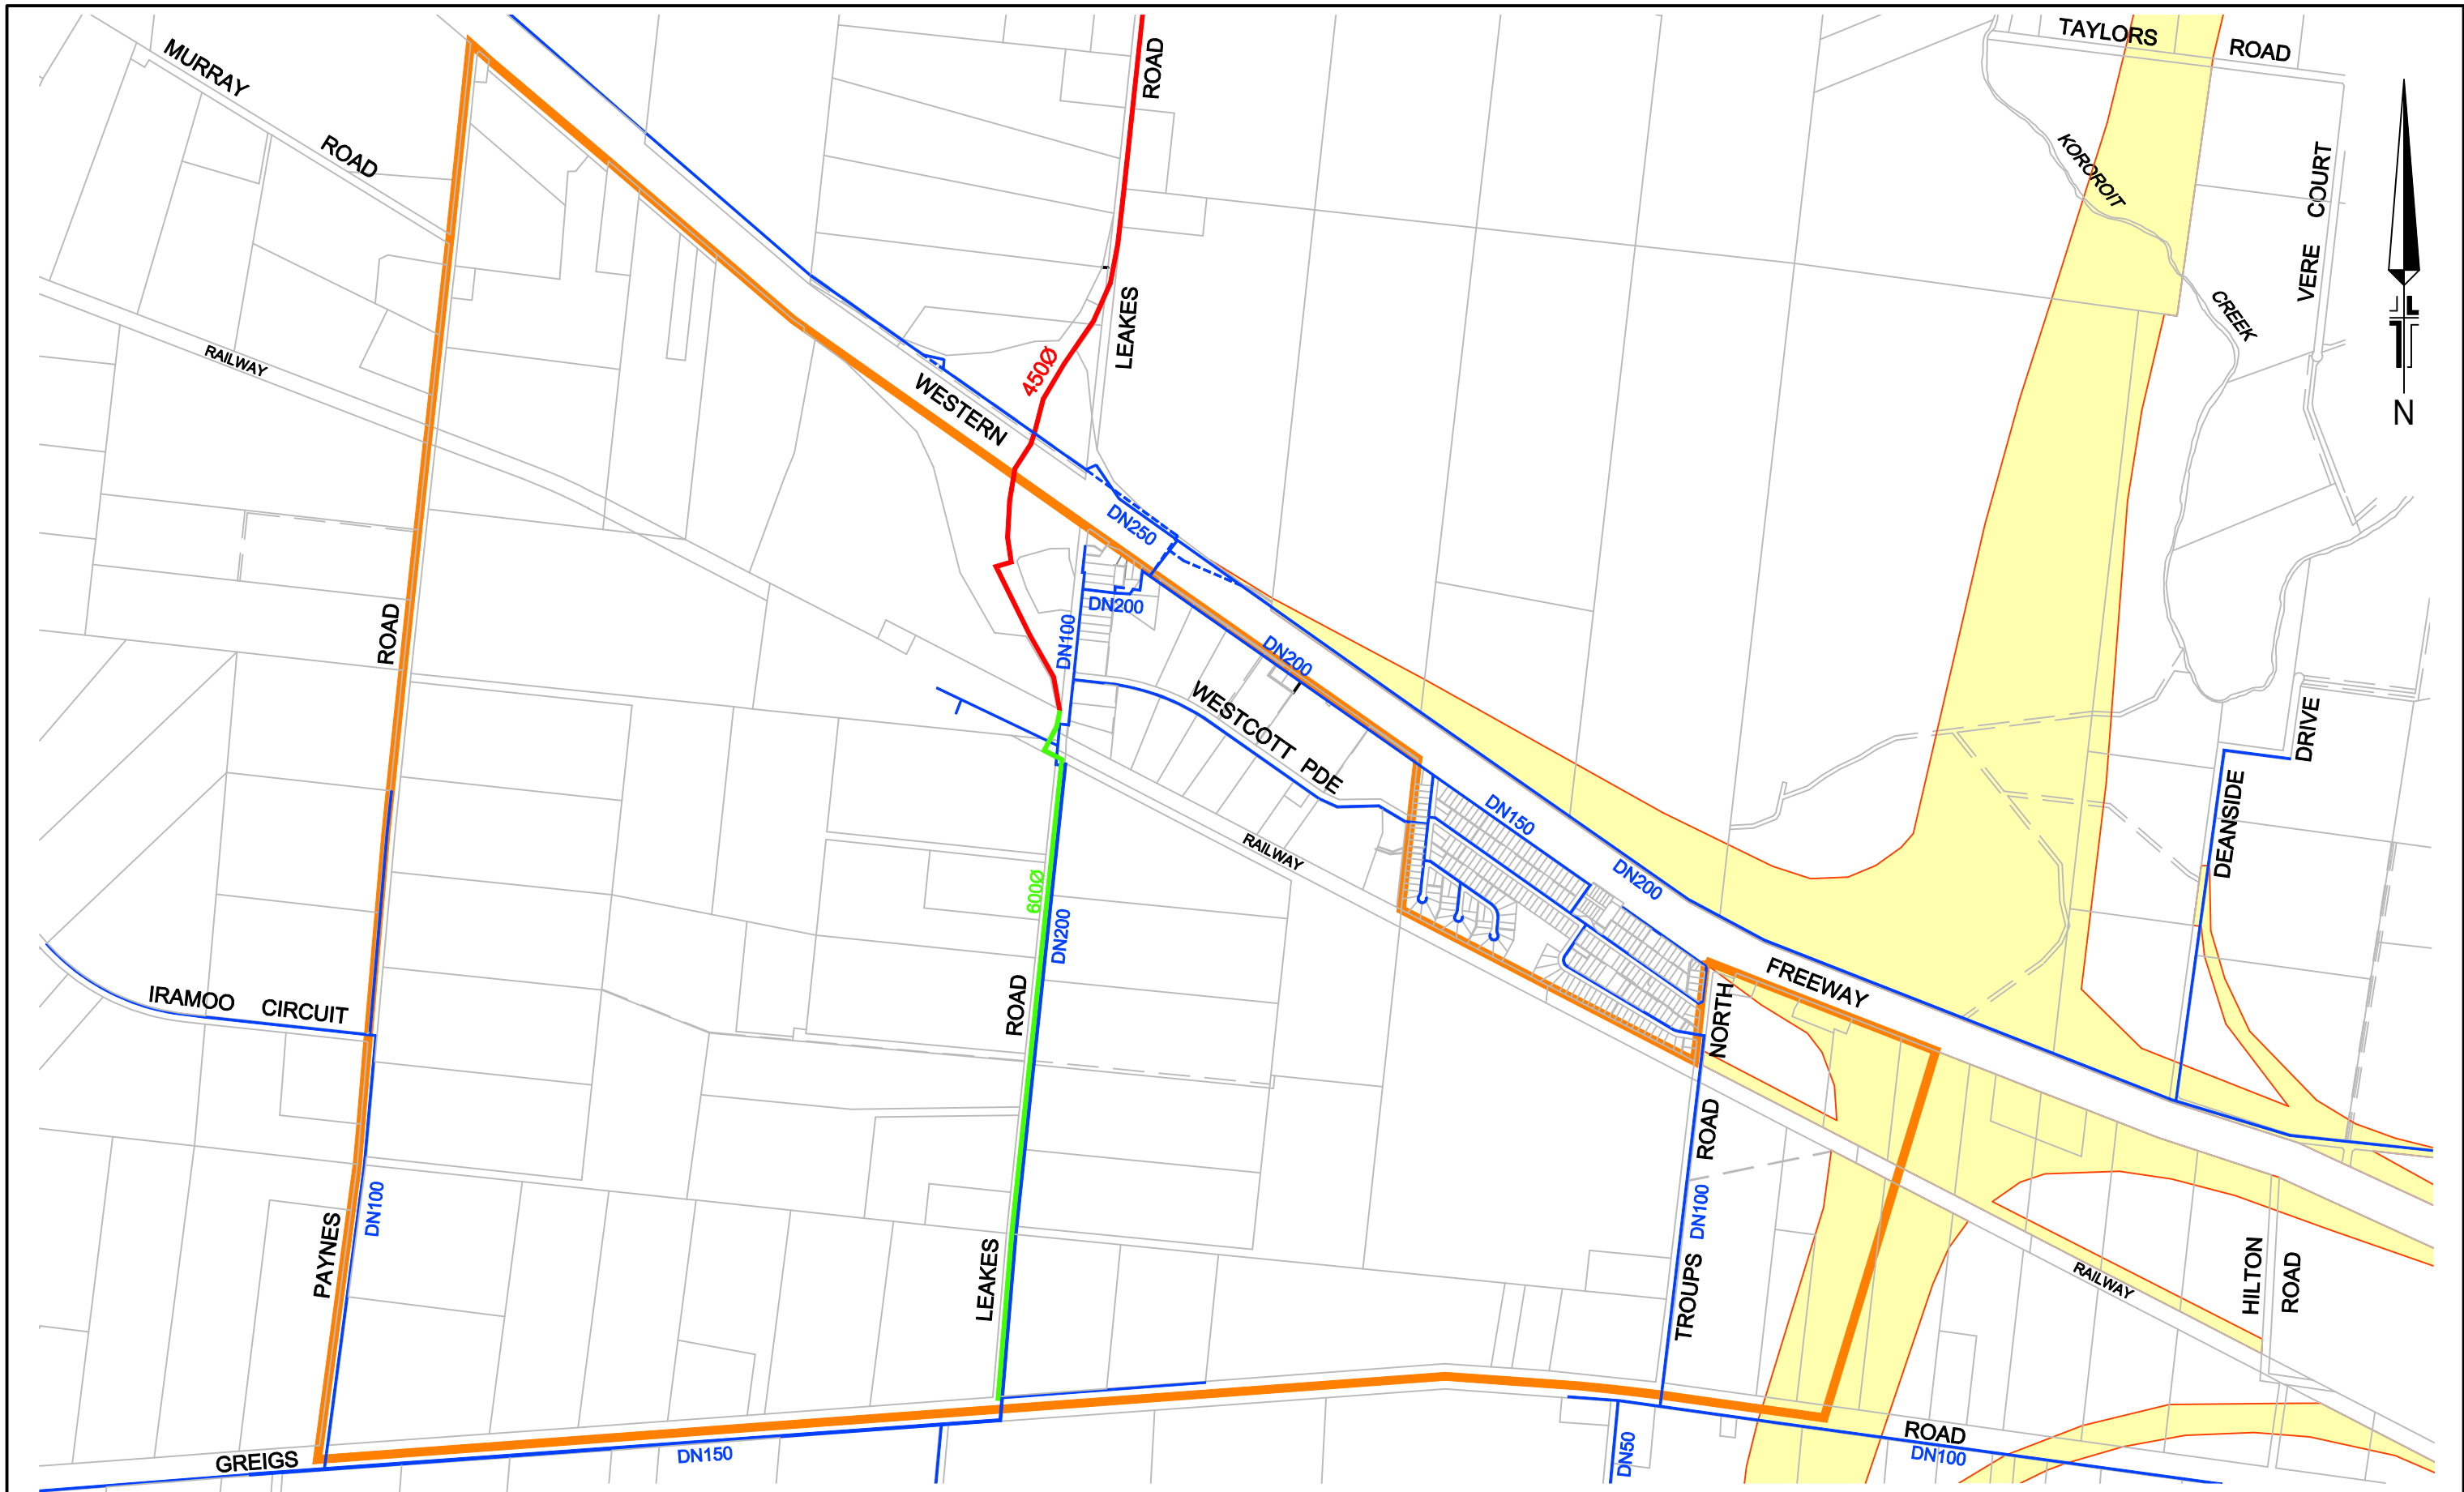 TAYLORS
ROAD
MURRAY
ROAD
ROAD
KOROROIT
CREEK
VERE COURT
N
LEAKES
RAILWAY
450Ø
WESTERN
DN250
DN200
DN100
ROAD
DN200
WESTCOTT PDE
DRIVE
DEANSIDE
DN150
DN200
RAILWAY
600Ø
DN200
FREEWAY
NORTH
IRAMOO CIRCUIT
ROAD
ROAD
DN100
DN100
PAYNES
LEAKES
TROUPS
HILTON
ROAD
RAILWAY
GREIGS
DN150
DN50
ROAD
DN100